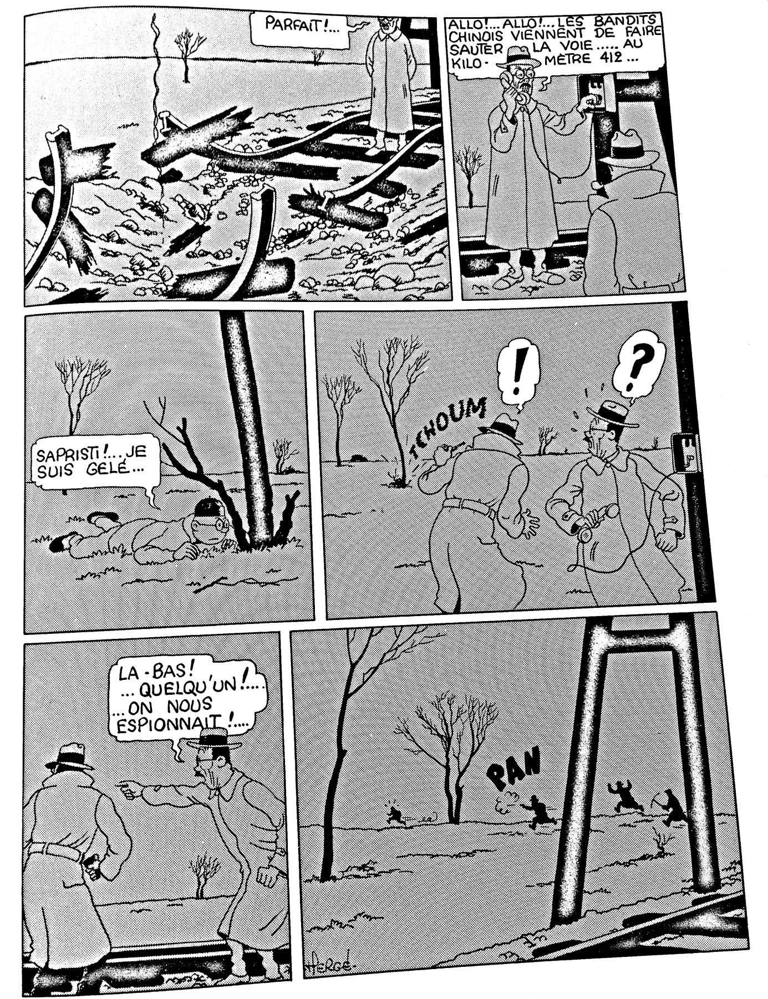 PARFAIT!...
ALLO!... ALLO!... LES BANDITS
CHINOIS VIENNENT DE FAIRE
SAUTER LA VOIE ..... AU
KILO- MÈTRE 412 ...
SAPRISTI!... JE
SUIS GELÉ...
TCHOUM
!
?
LA-BAS!
... QUELQU'UN!....
... ON NOUS
ESPIONNAIT!....
PAN
HERGÉ.